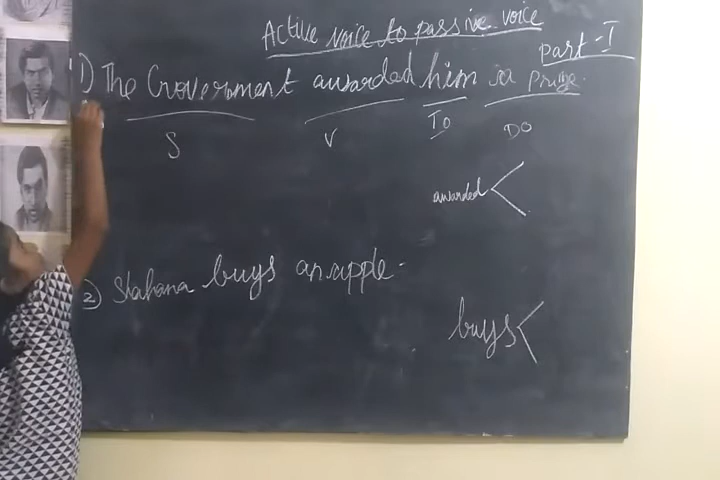 Active voice to passive voice
part-I
1) The Government awarded him a prize.
S V IO DO
awarded
2) Shahana buys an apple.
buys